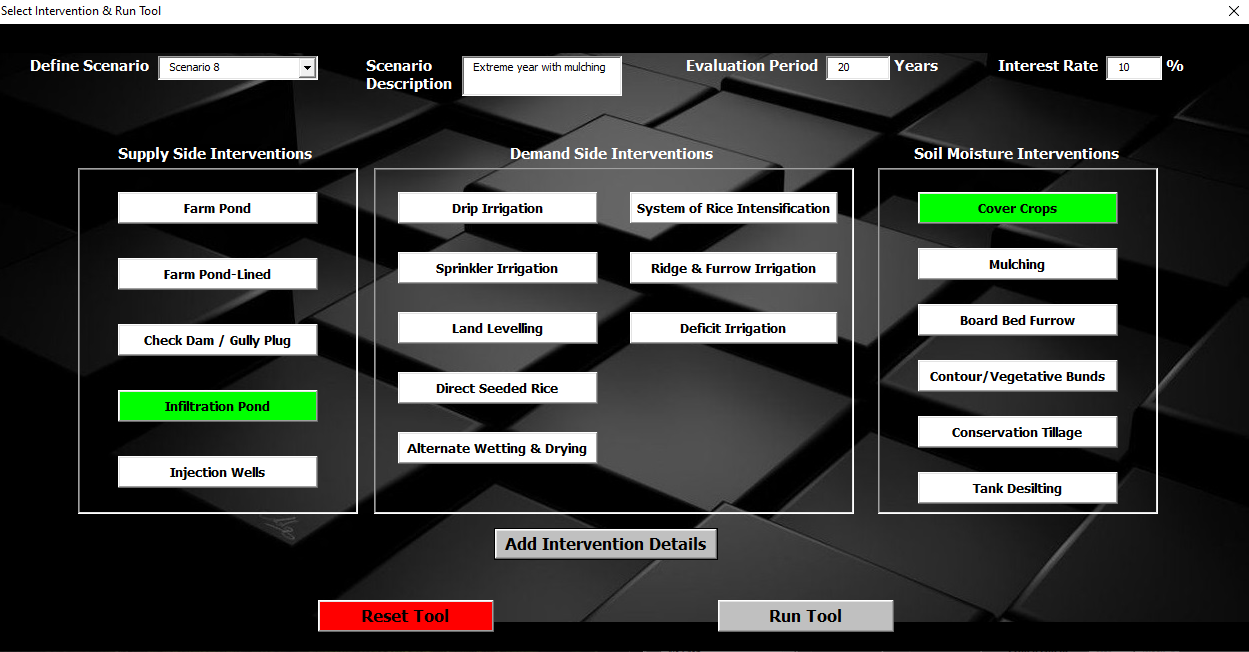 Select Intervention & Run Tool
Define Scenario
Scenario 8
Scenario
Description
Extreme year with mulching
Evaluation Period
20
Years
Interest Rate
10
%
Supply Side Interventions
Farm Pond
Farm Pond-Lined
Check Dam / Gully Plug
Infiltration Pond
Injection Wells
Demand Side Interventions
Drip Irrigation
Sprinkler Irrigation
Land Levelling
Direct Seeded Rice
Alternate Wetting & Drying
System of Rice Intensification
Ridge & Furrow Irrigation
Deficit Irrigation
Soil Moisture Interventions
Cover Crops
Mulching
Board Bed Furrow
Contour/Vegetative Bunds
Conservation Tillage
Tank Desilting
Add Intervention Details
Reset Tool
Run Tool